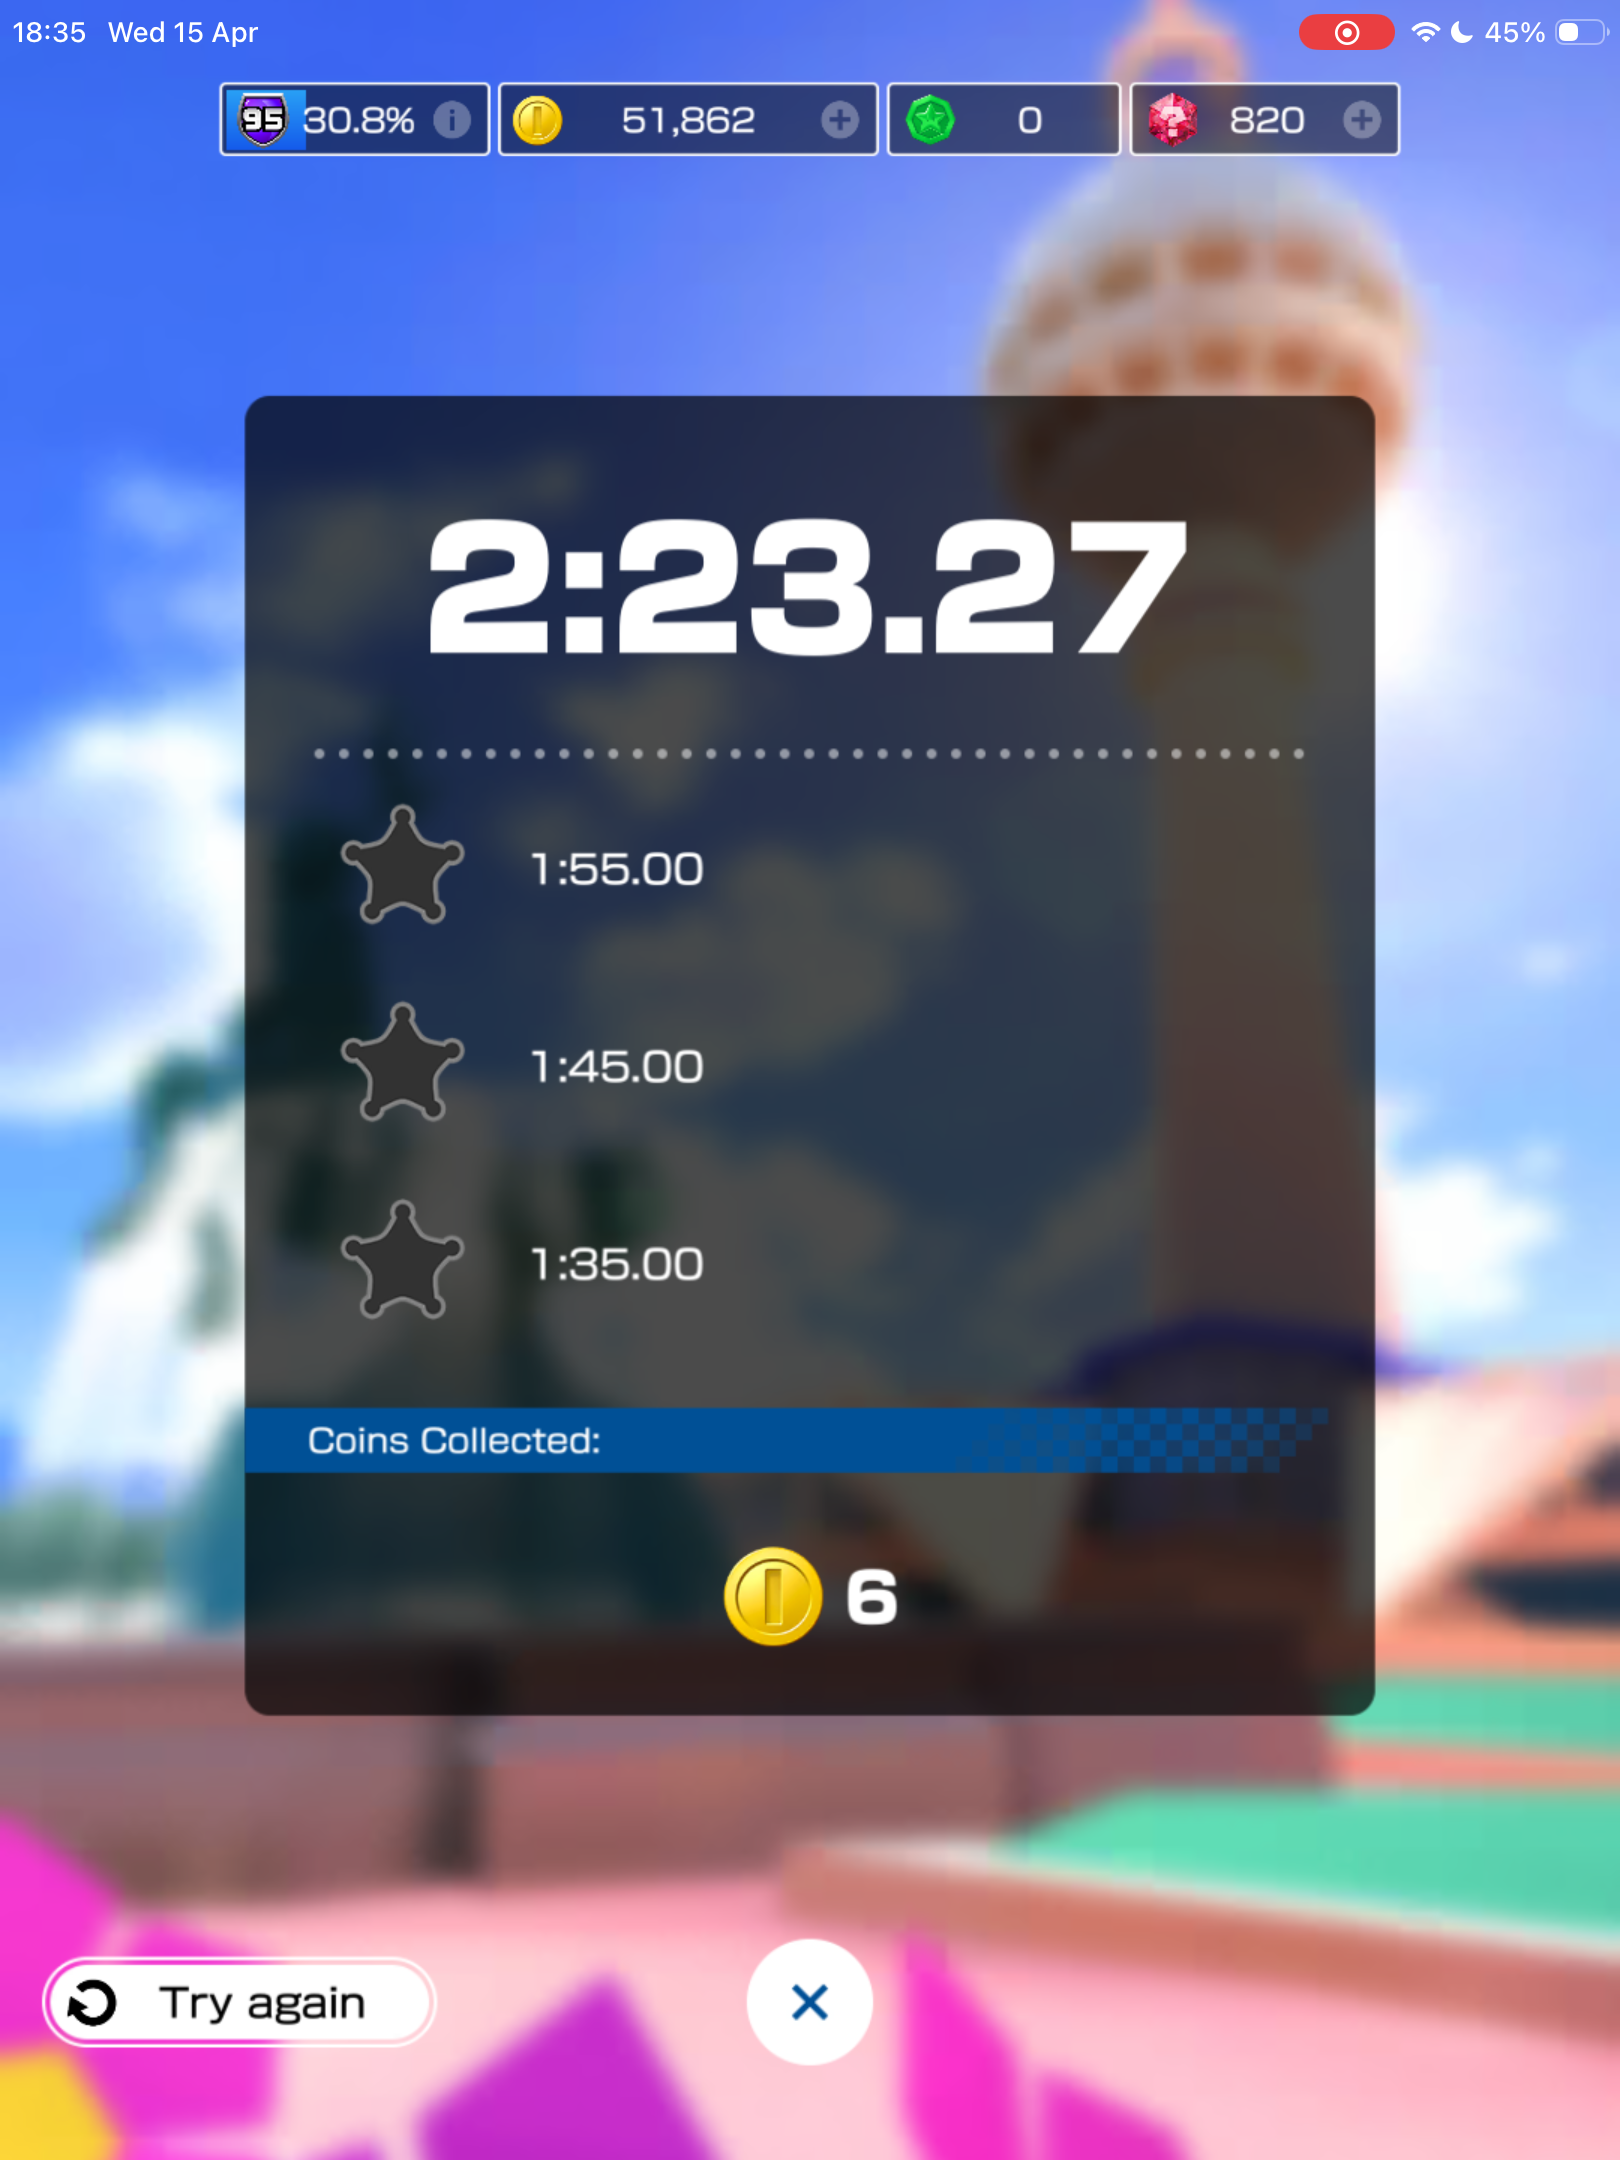 18:35 Wed 15 Apr 45%
95 30.8% i 51,862 + 0 ? 820 +
2:23.27
1:55.00
1:45.00
1:35.00
Coins Collected:
6
Try again